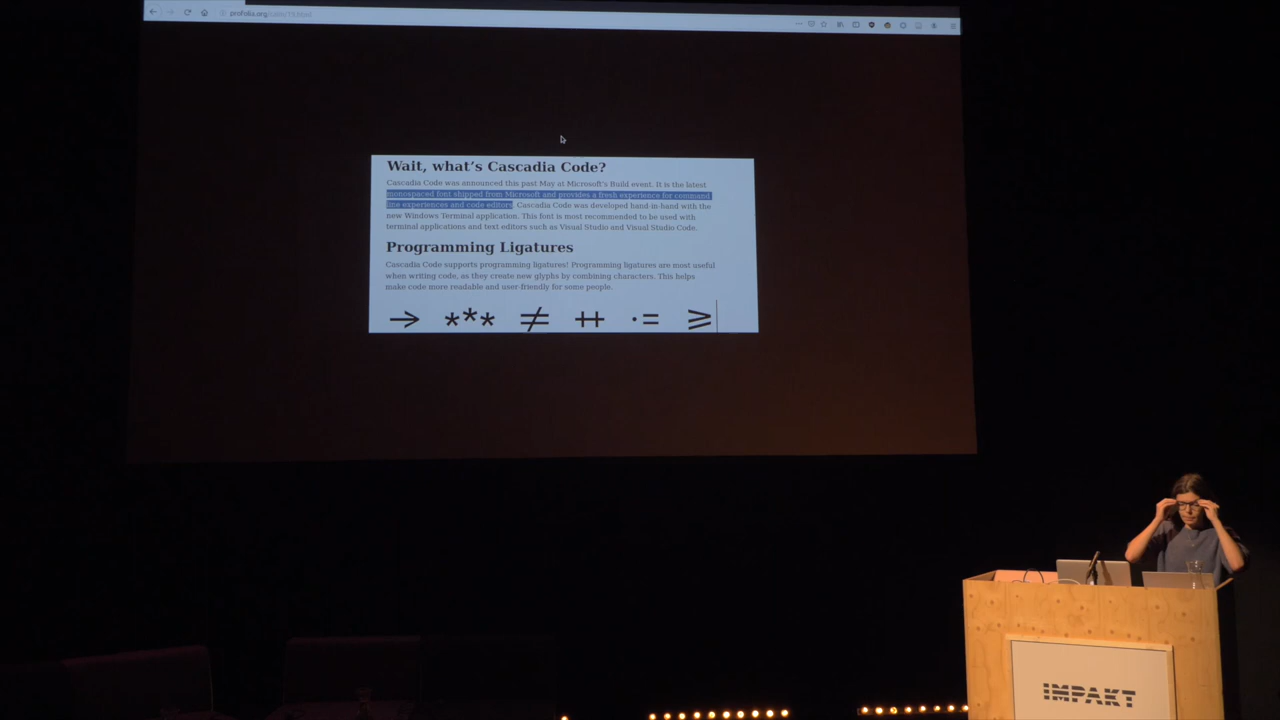 profolia.org
Wait, what's Cascadia Code?
Cascadia Code was announced this past May at Microsoft's Build event. It is the latest
monospaced font shipped from Microsoft and provides a fresh experience for command
line experiences and code editors. Cascadia Code was developed hand-in-hand with the
new Windows Terminal application. This font is most recommended to be used with
terminal applications and text editors such as Visual Studio and Visual Studio Code.
Programming Ligatures
Cascadia Code supports programming ligatures! Programming ligatures are most useful
when writing code, as they create new glyphs by combining characters. This helps
make code more readable and user-friendly for some people.
→ *** ≠ ++ := ≥
IMPAKT